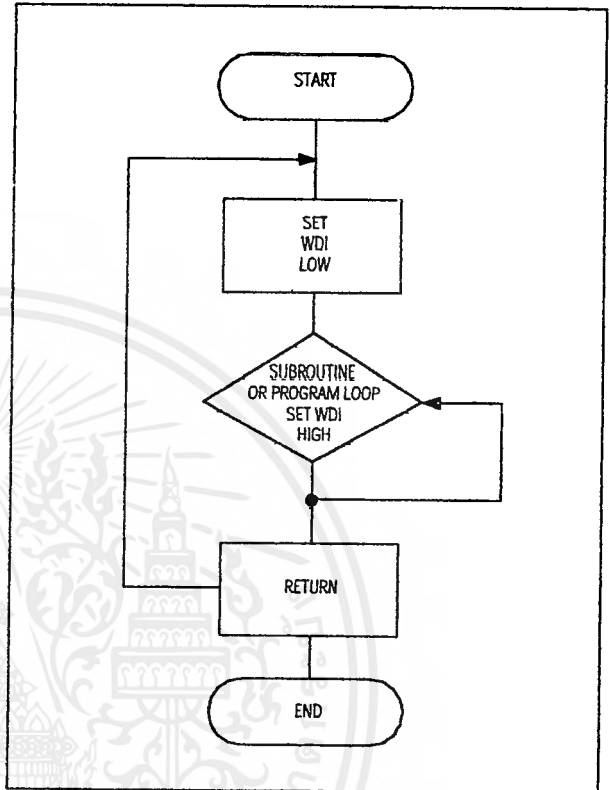 START
SET
WDI
LOW
SUBROUTINE
OR PROGRAM LOOP
SET WDI
HIGH
RETURN
END